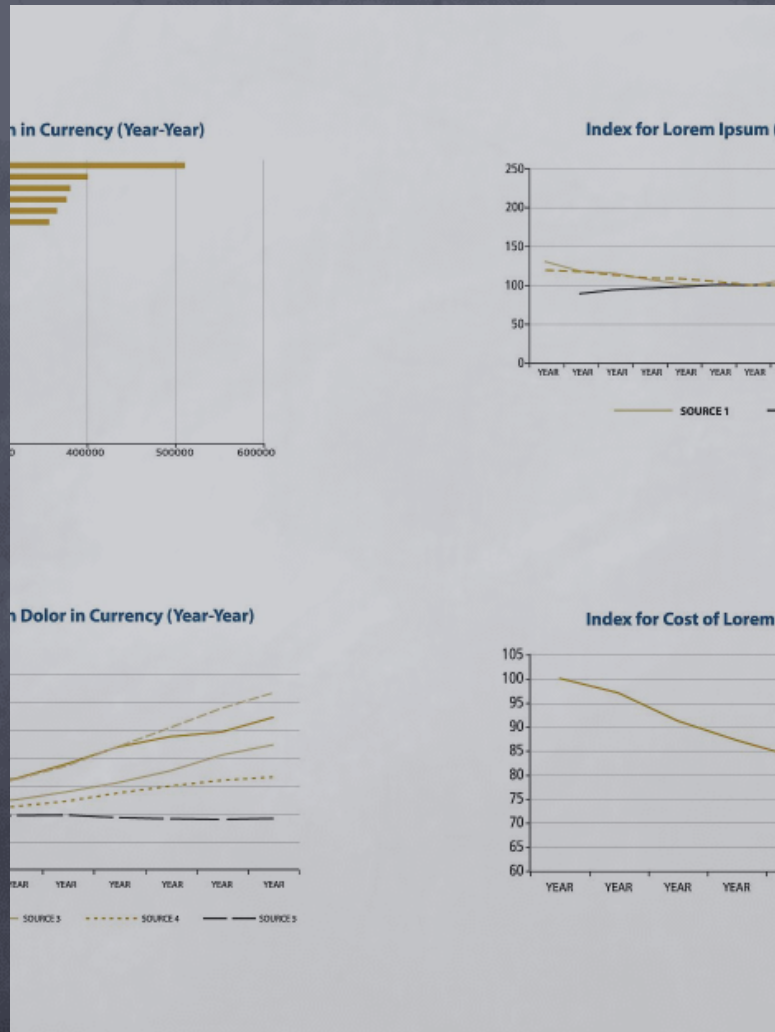 n in Currency (Year-Year)
400000 500000 600000
Index for Lorem Ipsum (
250
200
150
100
50
0
YEAR YEAR YEAR YEAR YEAR YEAR YEAR
SOURCE 1
n Dolor in Currency (Year-Year)
YEAR YEAR YEAR YEAR YEAR YEAR
SOURCE 3 SOURCE 4 SOURCE 5
Index for Cost of Lorem
105
100
95
90
85
80
75
70
65
60
YEAR YEAR YEAR YEAR